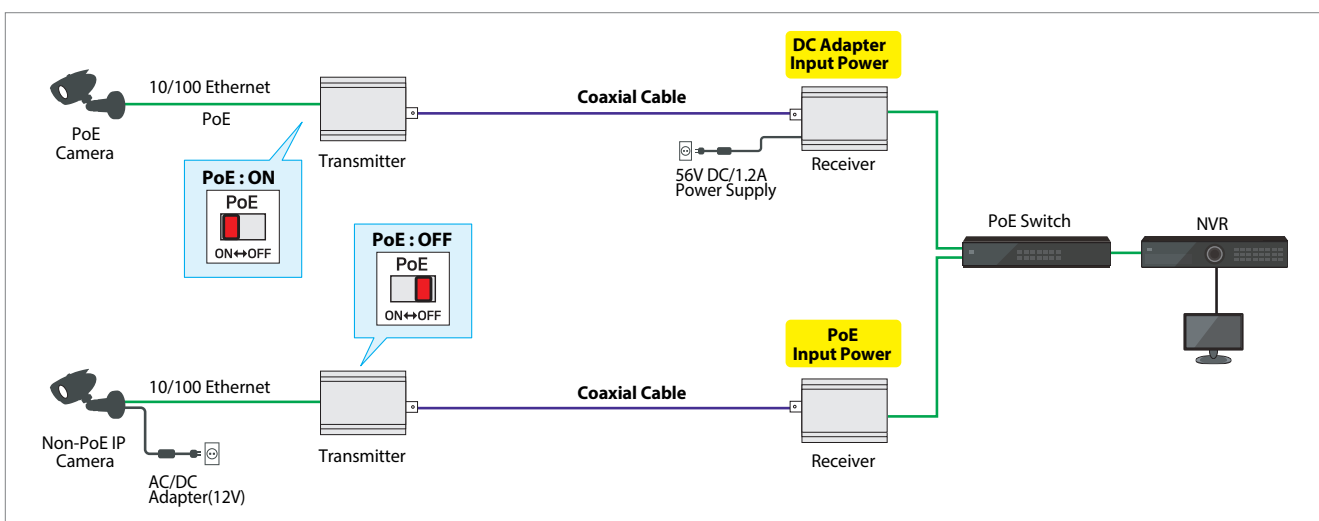 DC Adapter
Input Power
10/100 Ethernet
PoE
PoE
Camera
Transmitter
Coaxial Cable
56V DC/1.2A
Power Supply
Receiver
PoE : ON
PoE
ON↔OFF
PoE : OFF
PoE
ON↔OFF
PoE Switch
NVR
PoE
Input Power
10/100 Ethernet
Non-PoE IP
Camera
AC/DC
Adapter(12V)
Transmitter
Coaxial Cable
Receiver